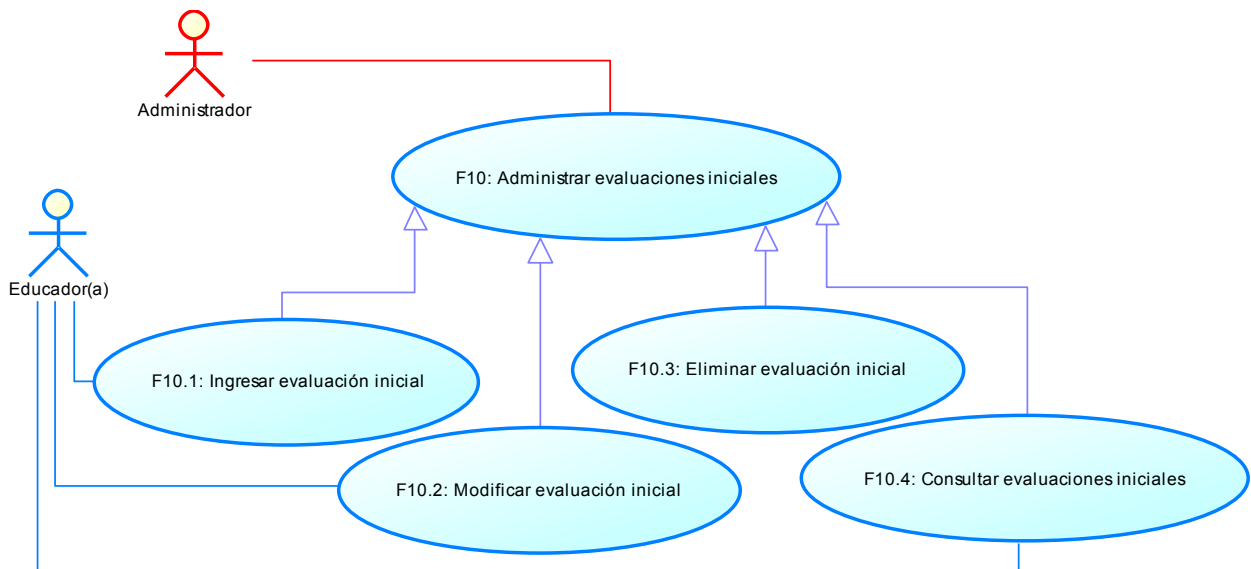 Administrador
F10: Administrar evaluaciones iniciales
Educador(a)
F10.1: Ingresar evaluación inicial
F10.3: Eliminar evaluación inicial
F10.2: Modificar evaluación inicial
F10.4: Consultar evaluaciones iniciales